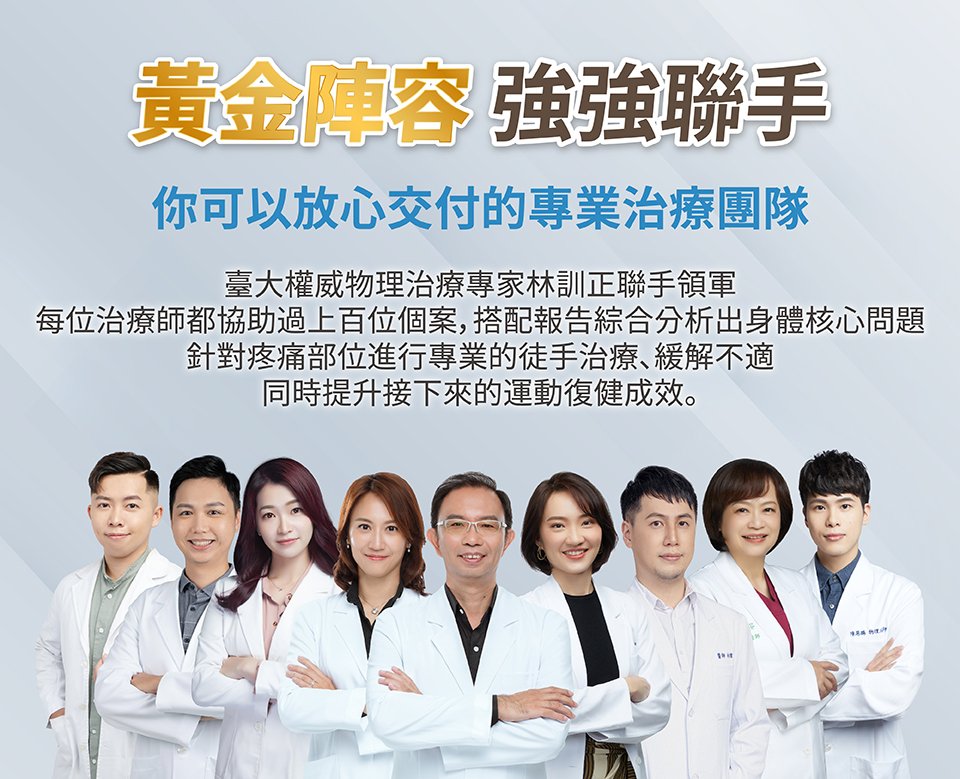 黃金陣容 強強聯手
你可以放心交付的專業治療團隊
臺大權威物理治療專家林訓正聯手領軍
每位治療師都協助過上百位個案，搭配報告綜合分析出身體核心問題
針對疼痛部位進行專業的徒手治療、緩解不適
同時提升接下來的運動復健成效。